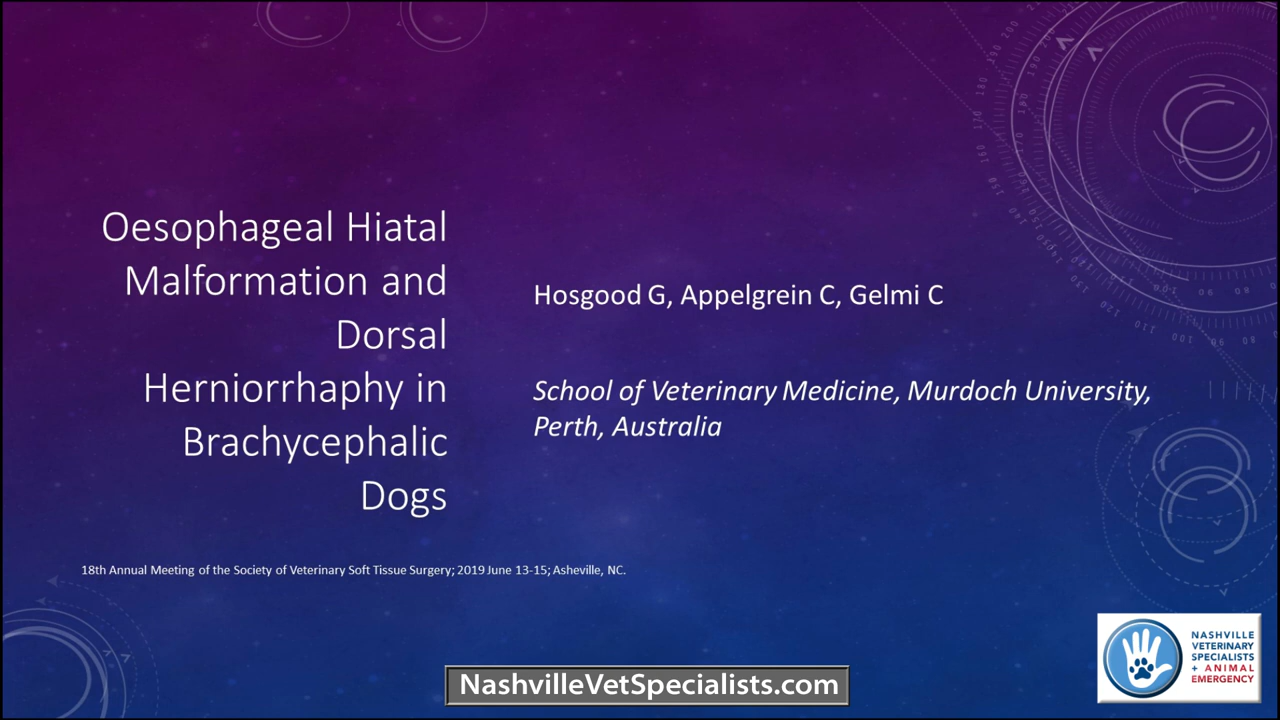 Oesophageal Hiatal
Malformation and
Dorsal
Herniorrhaphy in
Brachycephalic
Dogs
Hosgood G, Appelgrein C, Gelmi C
School of Veterinary Medicine, Murdoch University,
Perth, Australia
18th Annual Meeting of the Society of Veterinary Soft Tissue Surgery; 2019 June 13-15; Asheville, NC.
NashvilleVetSpecialists.com
NASHVILLE
VETERINARY
SPECIALISTS
+ ANIMAL
EMERGENCY